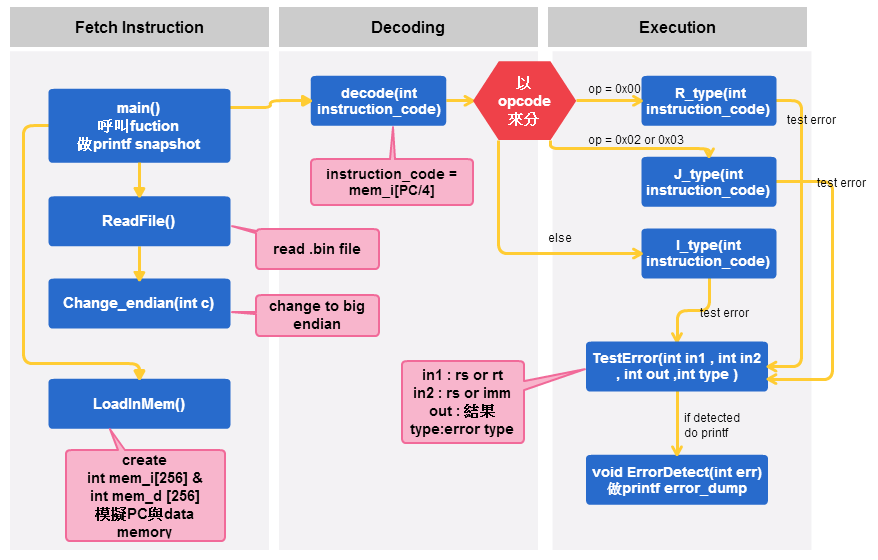 Fetch Instruction
Decoding
Execution
main()
呼叫fuction
做printf snapshot
ReadFile()
read .bin file
Change_endian(int c)
change to big
endian
LoadInMem()
create
int mem_i[256] &
int mem_d [256]
模擬PC與data
memory
decode(int
instruction_code)
instruction_code =
mem_i[PC/4]
以
opcode
來分
op = 0x00
op = 0x02 or 0x03
else
R_type(int
instruction_code)
test error
J_type(int
instruction_code)
test error
I_type(int
instruction_code)
test error
TestError(int in1 , int in2
, int out ,int type )
in1 : rs or rt
in2 : rs or imm
out : 結果
type:error type
if detected
do printf
void ErrorDetect(int err)
做printf error_dump